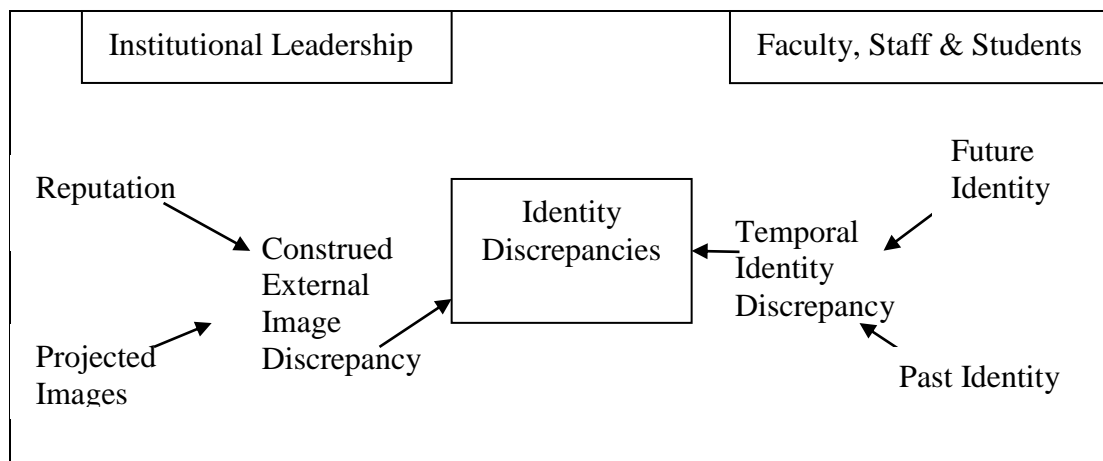 Institutional Leadership
Faculty, Staff & Students
Reputation
Projected
Images
Construed
External
Image
Discrepancy
Identity
Discrepancies
Temporal
Identity
Discrepancy
Future
Identity
Past Identity